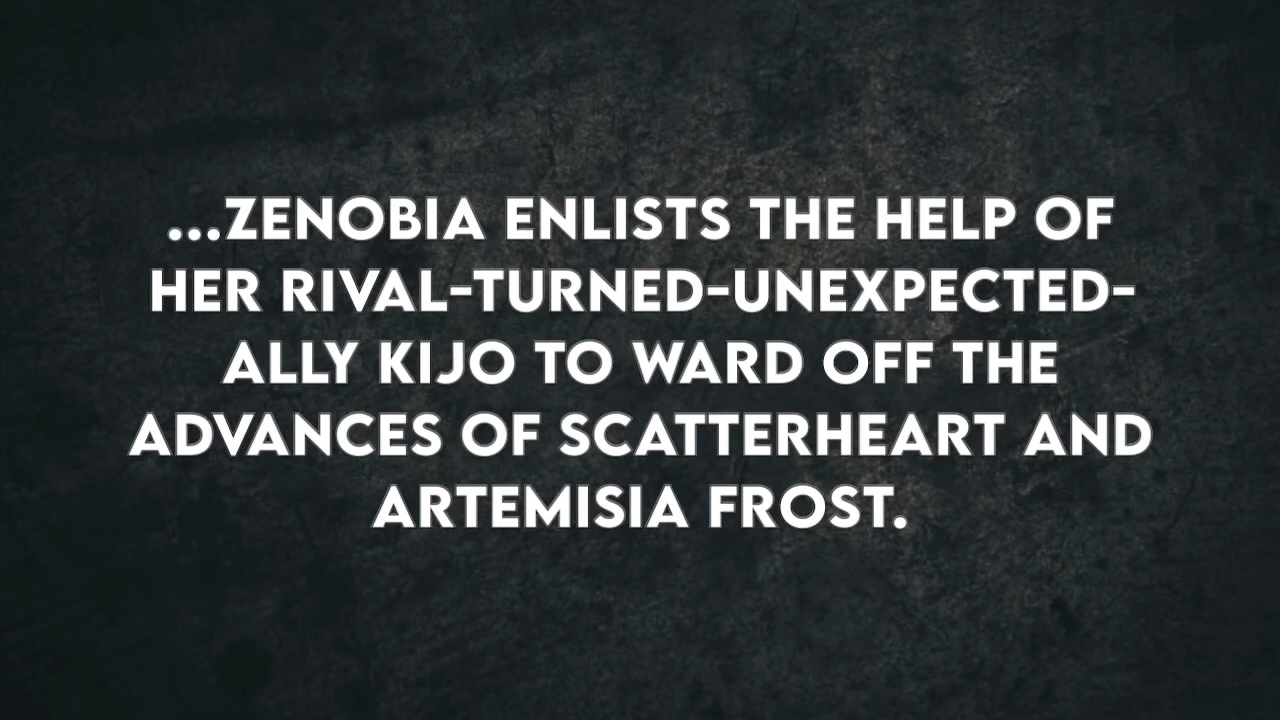 ...ZENOBIA ENLISTS THE HELP OF
HER RIVAL-TURNED-UNEXPECTED-
ALLY KIJO TO WARD OFF THE
ADVANCES OF SCATTERHEART AND
ARTEMISIA FROST.